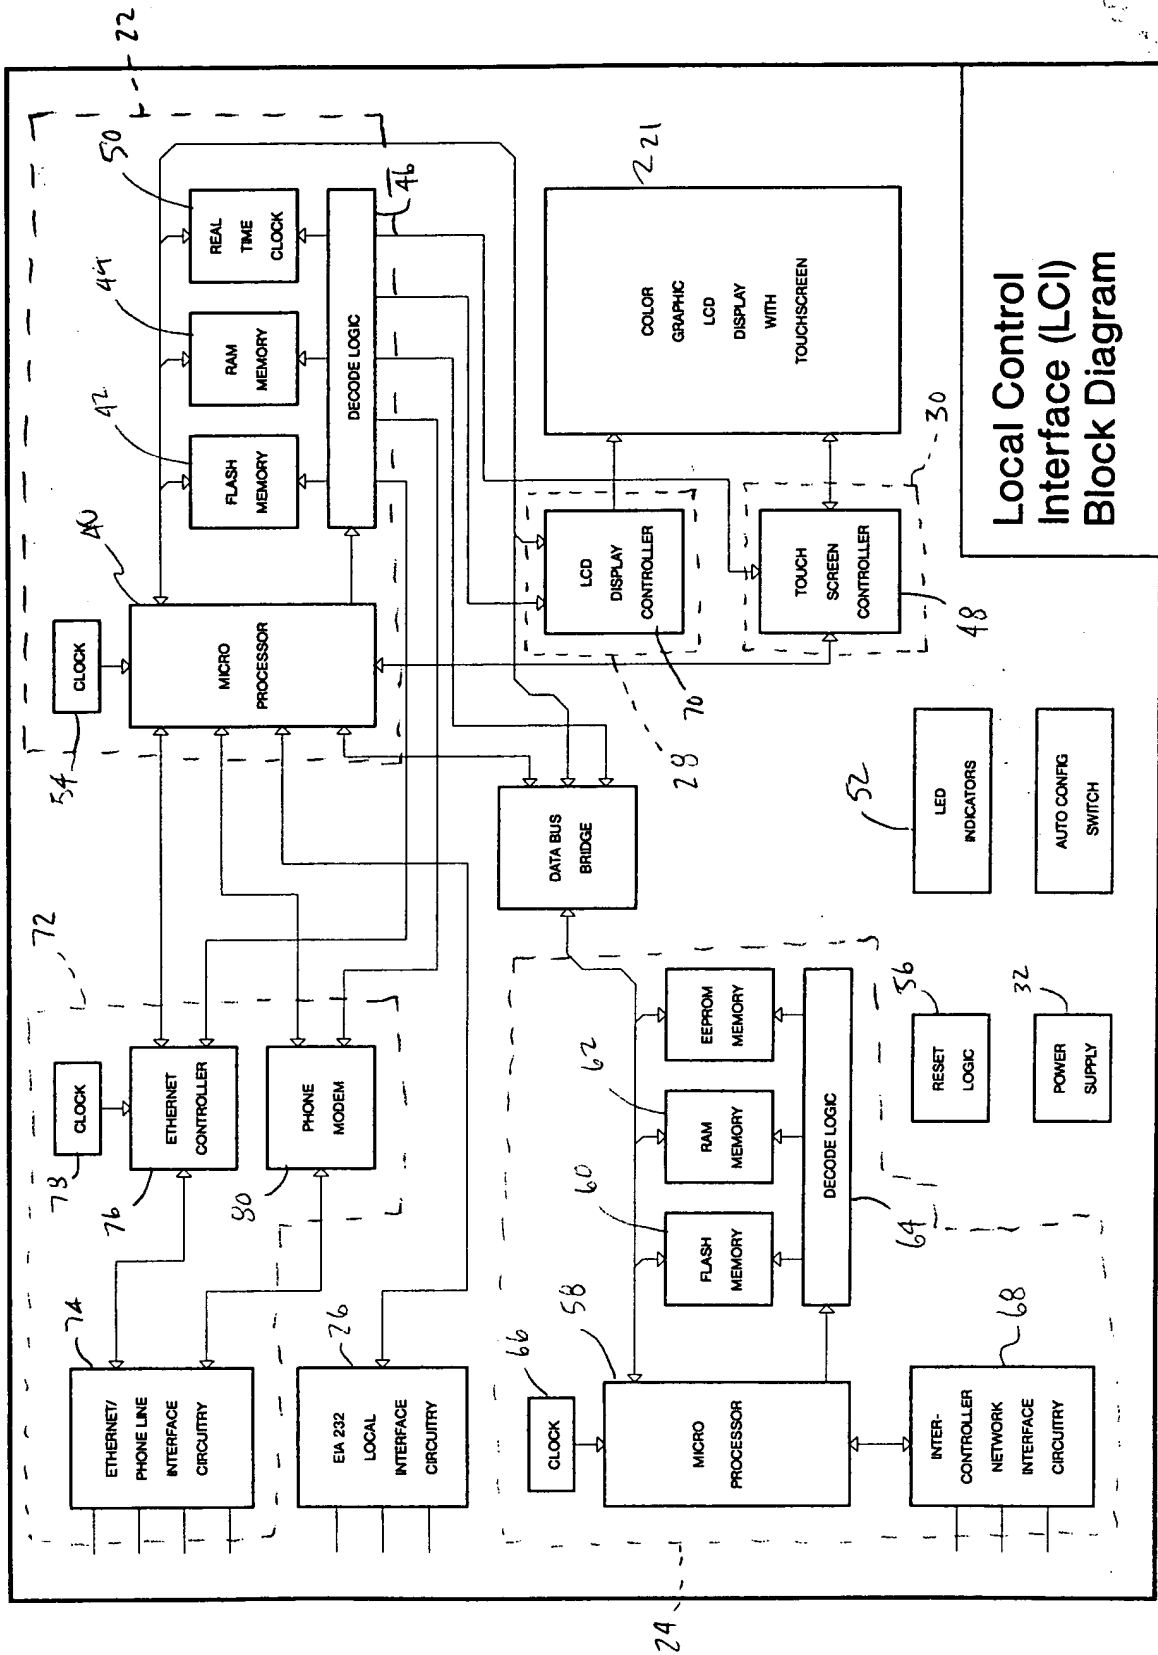 22
72
54
CLOCK
40
MICRO
PROCESSOR
42
FLASH
MEMORY
44
RAM
MEMORY
50
REAL
TIME
CLOCK
DECODE LOGIC
46
74
ETHERNET/
PHONE LINE
INTERFACE
CIRCUITRY
78
CLOCK
76
ETHERNET
CONTROLLER
80
PHONE
MODEM
26
EIA 232
LOCAL
INTERFACE
CIRCUITRY
DATA BUS
BRIDGE
28
LCD
DISPLAY
CONTROLLER
70
30
TOUCH
SCREEN
CONTROLLER
48
21
COLOR
GRAPHIC
LCD
DISPLAY
WITH
TOUCHSCREEN
24
66
CLOCK
58
MICRO
PROCESSOR
60
FLASH
MEMORY
62
RAM
MEMORY
EEPROM
MEMORY
DECODE LOGIC
64
68
INTER-
CONTROLLER
NETWORK
INTERFACE
CIRCUITRY
56
RESET
LOGIC
52
LED
INDICATORS
32
POWER
SUPPLY
AUTO CONFIG
SWITCH
Local Control
Interface (LCI)
Block Diagram